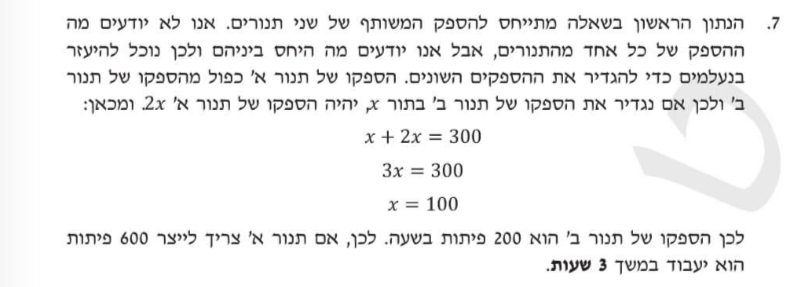 7. הנתון הראשון בשאלה מתייחס להספק המשותף של שני תנורים. אנו לא יודעים מה
ההספק של כל אחד מהתנורים, אבל אנו יודעים מה היחס ביניהם ולכן נוכל להיעזר
בנעלמים כדי להגדיר את ההספקים השונים. הספקו של תנור א' כפול מהספקו של תנור
ב' ולכן אם נגדיר את הספקו של תנור ב' בתור x, יהיה הספקו של תנור א' 2x. ומכאן:
x + 2x = 300
3x = 300
x = 100
לכן הספקו של תנור ב' הוא 200 פיתות בשעה. לכן, אם תנור א' צריך לייצר 600 פיתות
הוא יעבוד במשך 3 שעות.